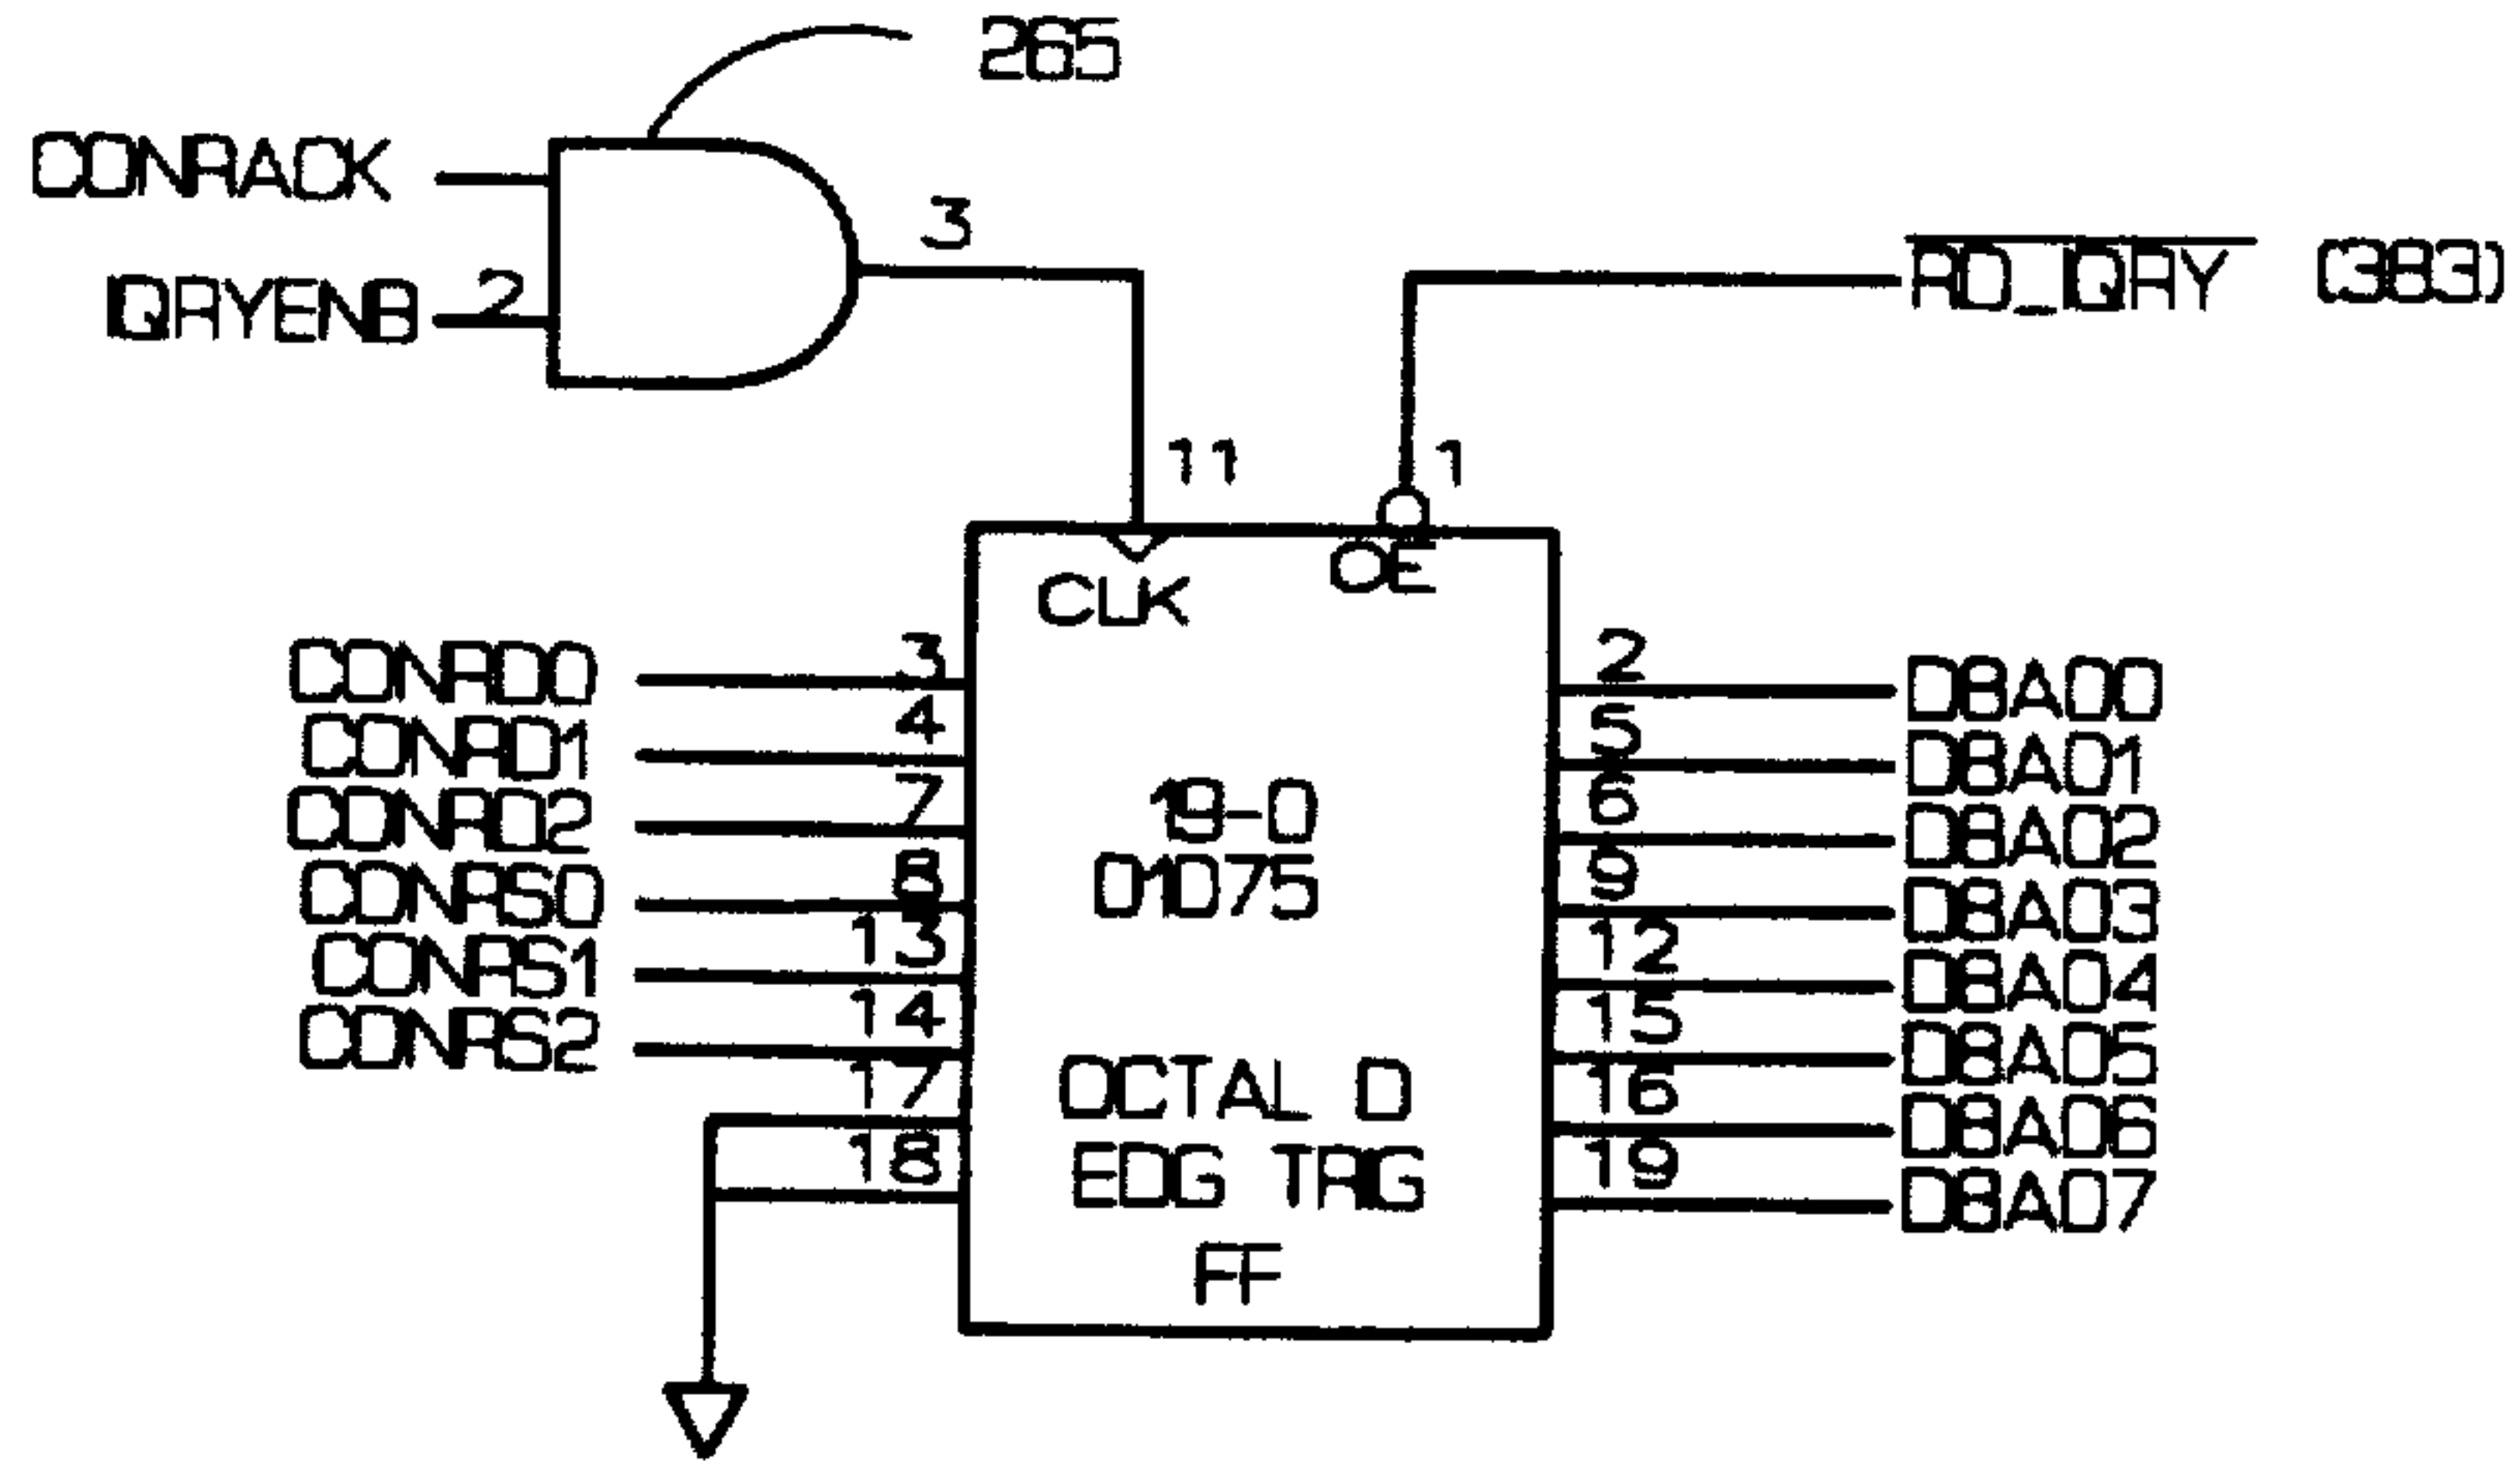 265
CONRACK
3
IQRYENB
2
RD_IQRY (383)
11
1
OE
CLK
CONRD0 3
2 DBA00
CONRD1 4
5 DBA01
CONRD2 7
6 DBA02
CONRS0 8
9 DBA03
CONRS1 13
12 DBA04
CONRS2 14
15 DBA05
17
16 DBA06
18
19 DBA07
19-0
01075
OCTAL D
EDG TRG
FF